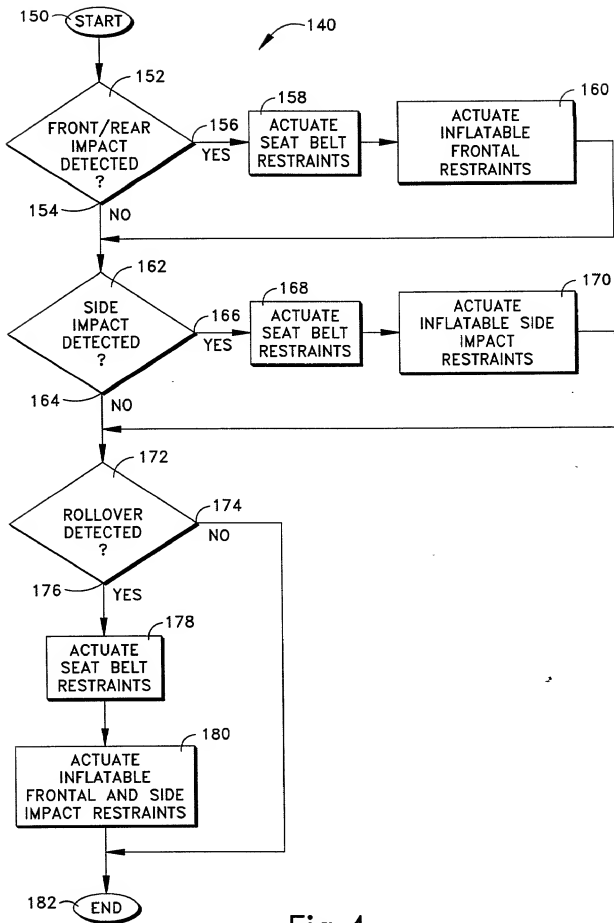 150
START
140
152
FRONT/REAR
IMPACT
DETECTED
?
156
YES
154
NO
158
ACTUATE
SEAT BELT
RESTRAINTS
160
ACTUATE
INFLATABLE
FRONTAL
RESTRAINTS
162
SIDE
IMPACT
DETECTED
?
166
YES
164
NO
168
ACTUATE
SEAT BELT
RESTRAINTS
170
ACTUATE
INFLATABLE SIDE
IMPACT
RESTRAINTS
172
ROLLOVER
DETECTED
?
174
NO
176
YES
178
ACTUATE
SEAT BELT
RESTRAINTS
180
ACTUATE
INFLATABLE
FRONTAL AND SIDE
IMPACT RESTRAINTS
182
END
Fig.4